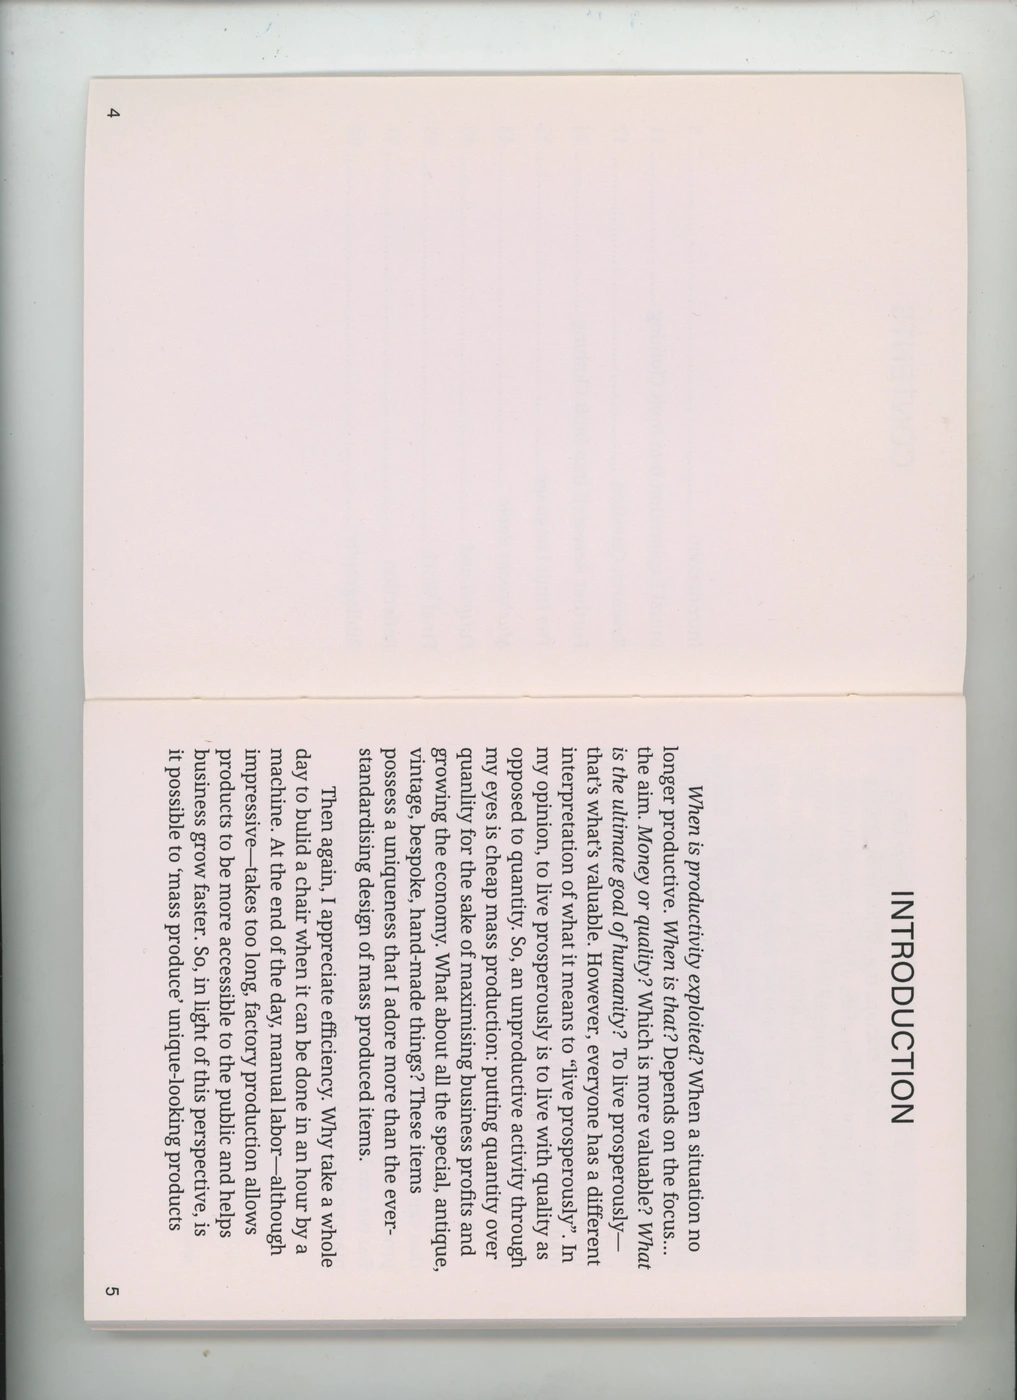 4
INTRODUCTION
When is productivity exploited? When a situation no
longer productive. When is that? Depends on the focus...
the aim. Money or quality? Which is more valuable? What
is the ultimate goal of humanity? To live prosperously—
that's what's valuable. However, everyone has a different
interpretation of what it means to “live prosperously”. In
my opinion, to live prosperously is to live with quality as
opposed to quantity. So, an unproductive activity through
my eyes is cheap mass production: putting quantity over
quanlity for the sake of maximising business profits and
growing the economy. What about all the special, antique,
vintage, bespoke, hand-made things? These items
possess a uniqueness that I adore more than the ever-
standardising design of mass produced items.
Then again, I appreciate efficiency. Why take a whole
day to bulid a chair when it can be done in an hour by a
machine. At the end of the day, manual labor—although
impressive—takes too long, factory production allows
products to be more accessible to the public and helps
business grow faster. So, in light of this perspective, is
it possible to ‘mass produce’ unique-looking products
5